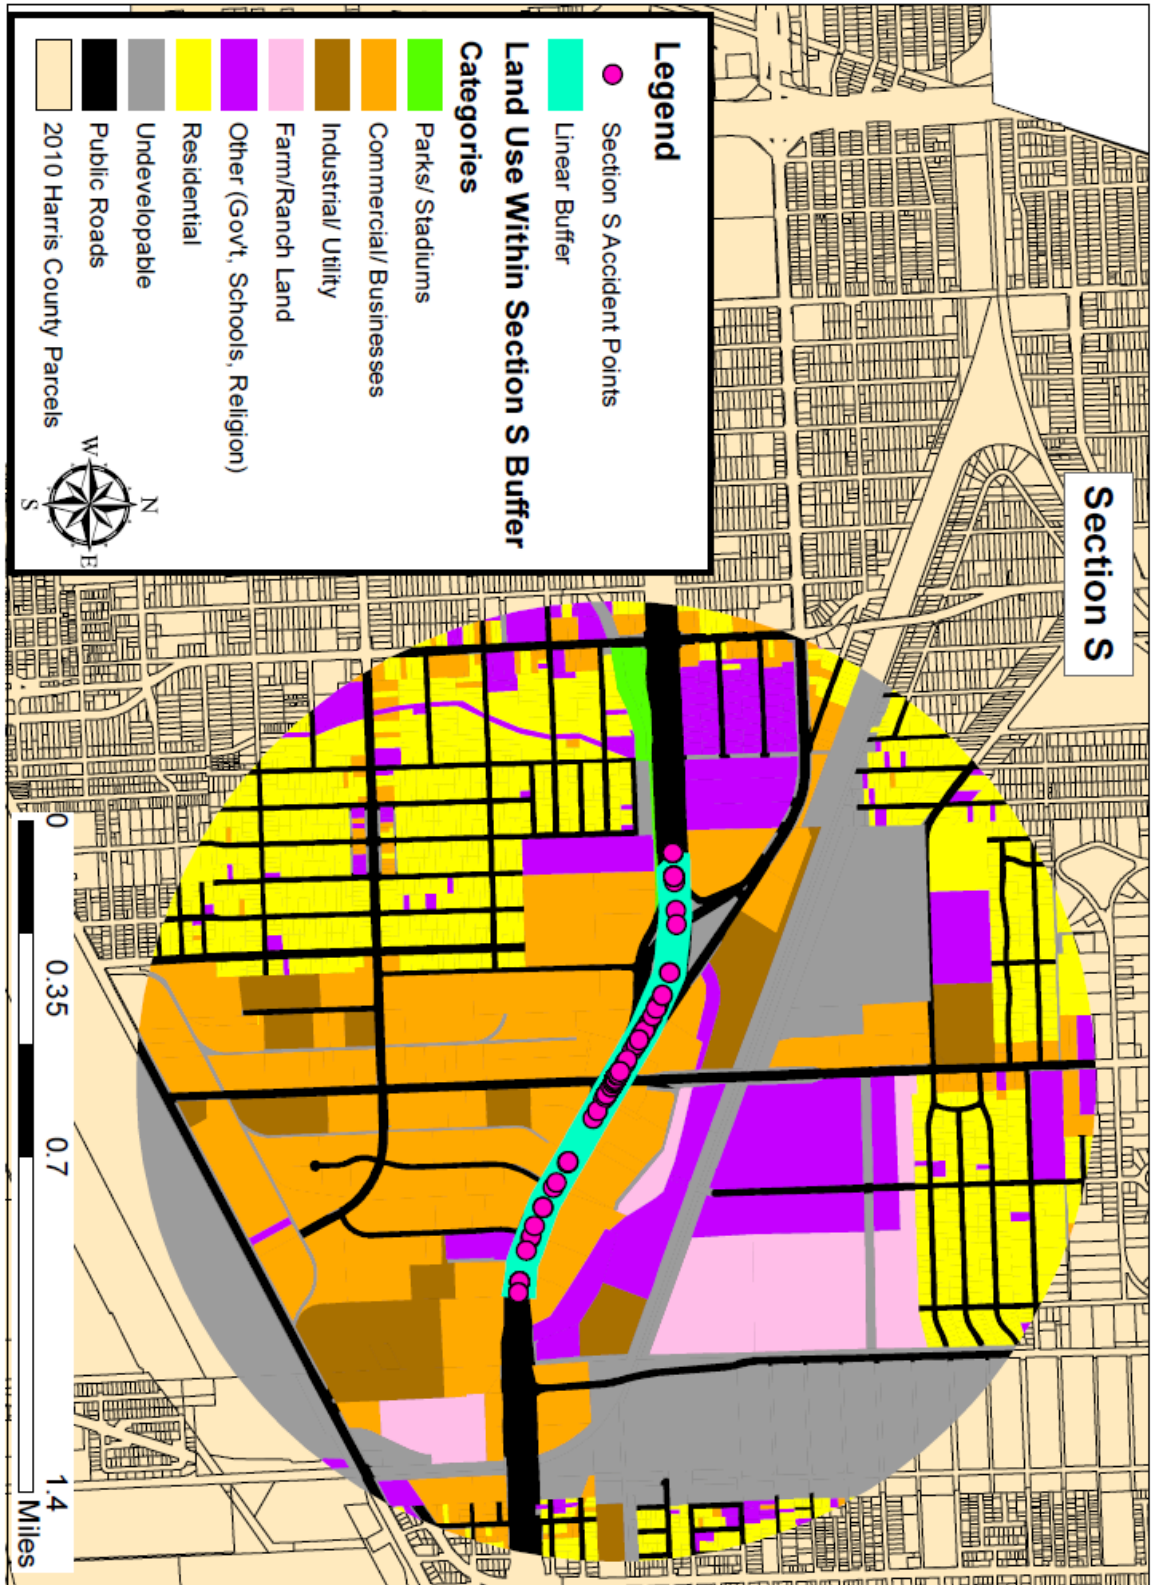 Section S
Legend
Section S Accident Points
Linear Buffer
Land Use Within Section S Buffer
Categories
Parks/ Stadiums
Commercial/ Businesses
Industrial/ Utility
Farm/Ranch Land
Other (Gov't, Schools, Religion)
Residential
Undevelopable
Public Roads
2010 Harris County Parcels
N
W E
S
0 0.35 0.7 1.4
Miles